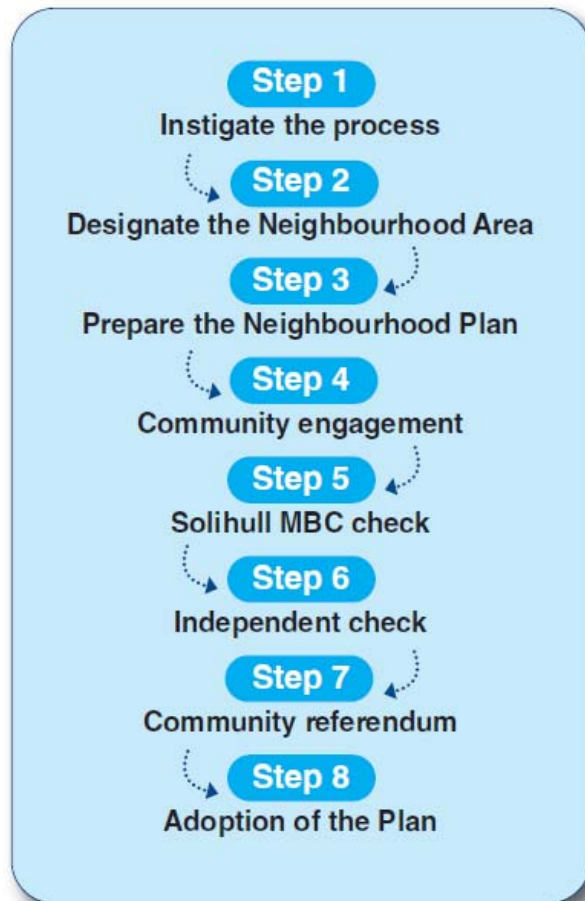 Step 1
Instigate the process
Step 2
Designate the Neighbourhood Area
Step 3
Prepare the Neighbourhood Plan
Step 4
Community engagement
Step 5
Solihull MBC check
Step 6
Independent check
Step 7
Community referendum
Step 8
Adoption of the Plan